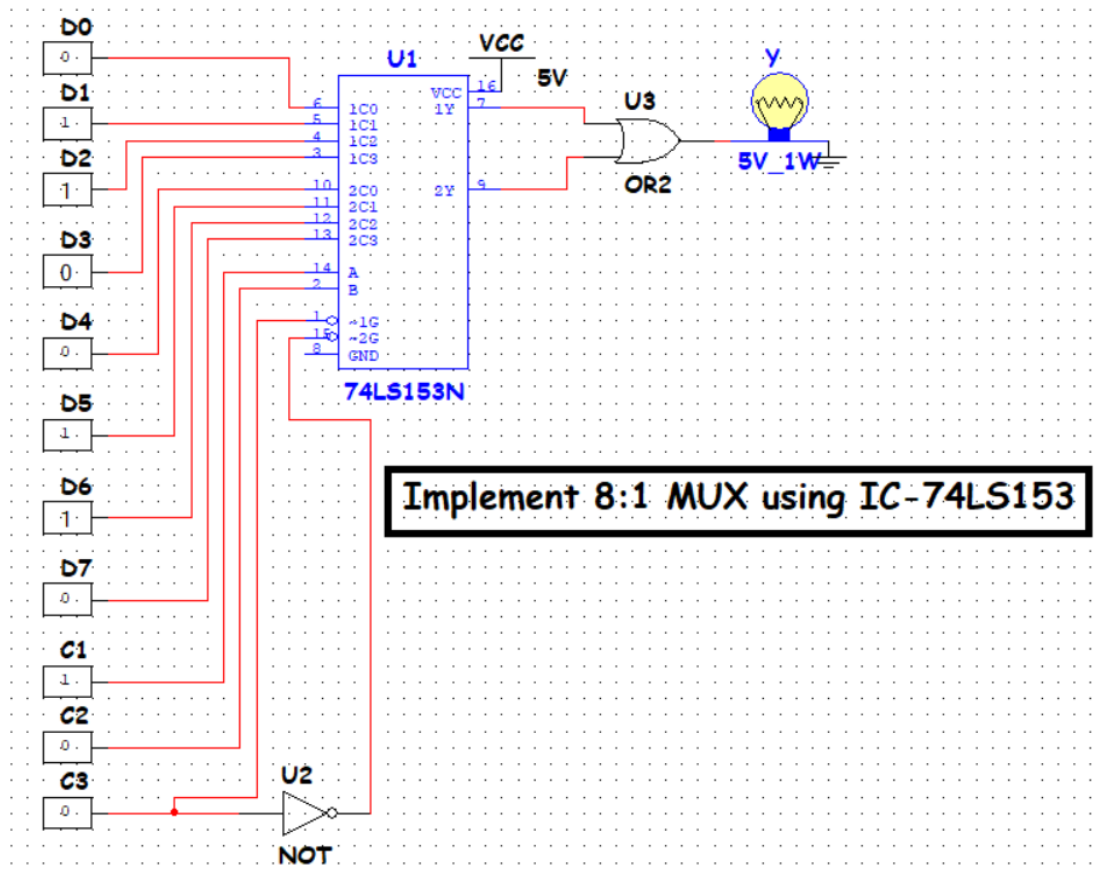 D0
0
D1
1
D2
1
D3
0
D4
0
D5
1
D6
1
D7
0
C1
1
C2
0
C3
0
U1
VCC
5V
Y
U3
OR2
5V_1W
6 1C0
5 1C1
4 1C2
3 1C3
10 2C0
11 2C1
12 2C2
13 2C3
14 A
2 B
1 ~1G
15 ~2G
8 GND
VCC 16
1Y 7
2Y 9
74LS153N
Implement 8:1 MUX using IC-74LS153
U2
NOT